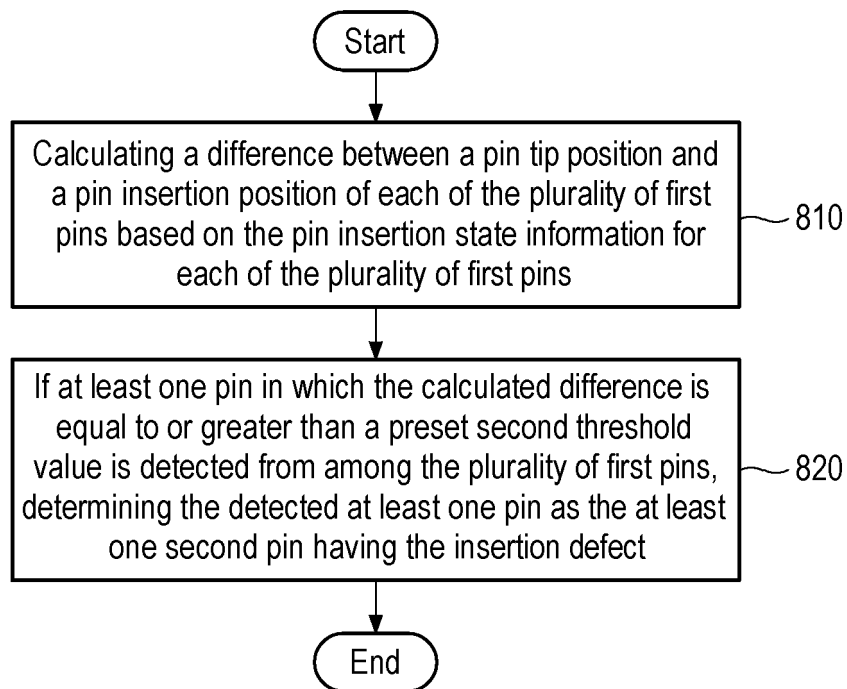 Start
Calculating a difference between a pin tip position and
a pin insertion position of each of the plurality of first
pins based on the pin insertion state information for
each of the plurality of first pins
810
If at least one pin in which the calculated difference is
equal to or greater than a preset second threshold
value is detected from among the plurality of first pins,
determining the detected at least one pin as the at least
one second pin having the insertion defect
820
End